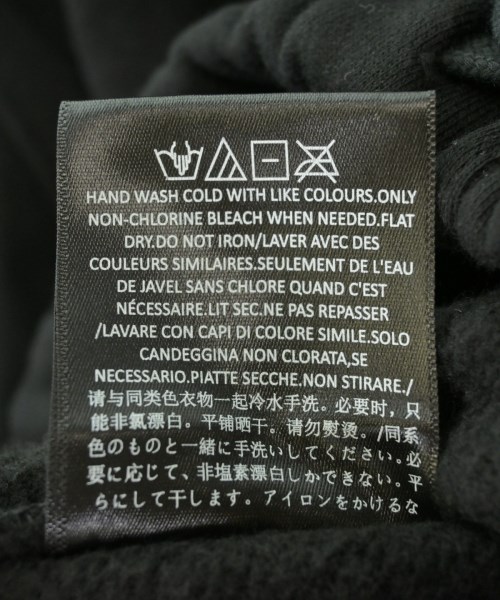 HAND WASH COLD WITH LIKE COLOURS.ONLY
NON-CHLORINE BLEACH WHEN NEEDED.FLAT
DRY.DO NOT IRON/LAVER AVEC DES
COULEURS SIMILAIRES.SEULEMENT DE L'EAU
DE JAVEL SANS CHLORE QUAND C'EST
NÉCESSAIRE.LIT SEC.NE PAS REPASSER
/LAVARE CON CAPI DI COLORE SIMILE.SOLO
CANDEGGINA NON CLORATA,SE
NECESSARIO.PIATTE SECCHE.NON STIRARE./
请与同类色衣物一起冷水手洗。必要时，只
能非氯漂白。平铺晒干。请勿熨烫。/同系
色のものと一緒に手洗いしてください。必
要に応じて、非塩素漂白しかできない。平
らにして干します。アイロンをかけるな